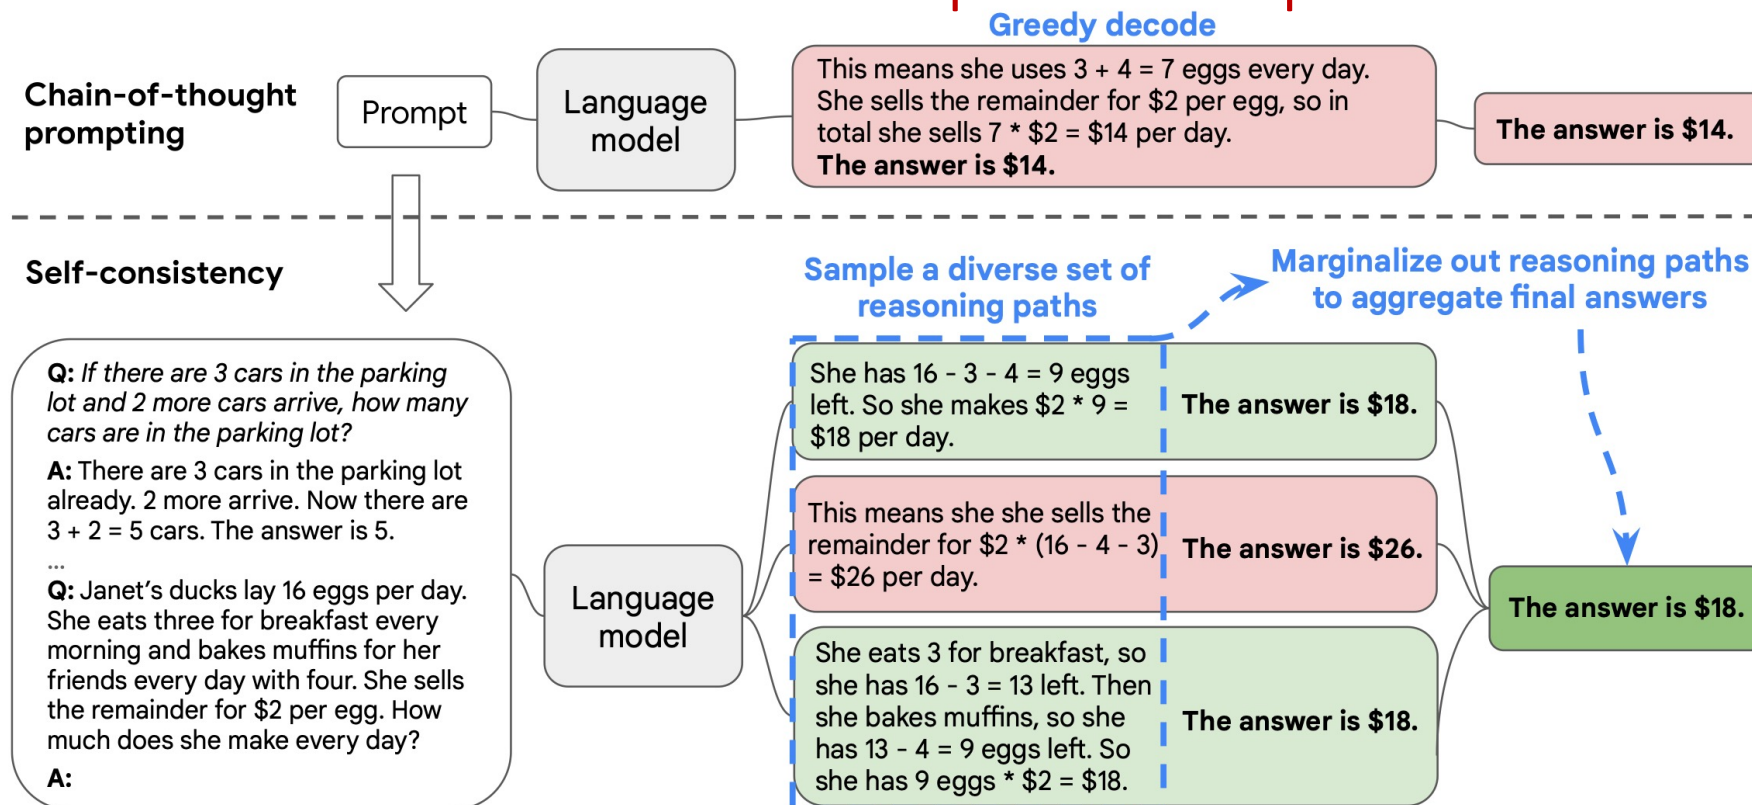 Greedy decode
Chain-of-thought
prompting
Prompt
Language
model
This means she uses 3 + 4 = 7 eggs every day.
She sells the remainder for $2 per egg, so in
total she sells 7 * $2 = $14 per day.
The answer is $14.
The answer is $14.
Self-consistency
Sample a diverse set of
reasoning paths
Marginalize out reasoning paths
to aggregate final answers
Q: If there are 3 cars in the parking
lot and 2 more cars arrive, how many
cars are in the parking lot?
A: There are 3 cars in the parking lot
already. 2 more arrive. Now there are
3 + 2 = 5 cars. The answer is 5.
...
Q: Janet's ducks lay 16 eggs per day.
She eats three for breakfast every
morning and bakes muffins for her
friends every day with four. She sells
the remainder for $2 per egg. How
much does she make every day?
A:
Language
model
She has 16 - 3 - 4 = 9 eggs
left. So she makes $2 * 9 =
$18 per day.
The answer is $18.
This means she she sells the
remainder for $2 * (16 - 4 - 3)
= $26 per day.
The answer is $26.
She eats 3 for breakfast, so
she has 16 - 3 = 13 left. Then
she bakes muffins, so she
has 13 - 4 = 9 eggs left. So
she has 9 eggs * $2 = $18.
The answer is $18.
The answer is $18.